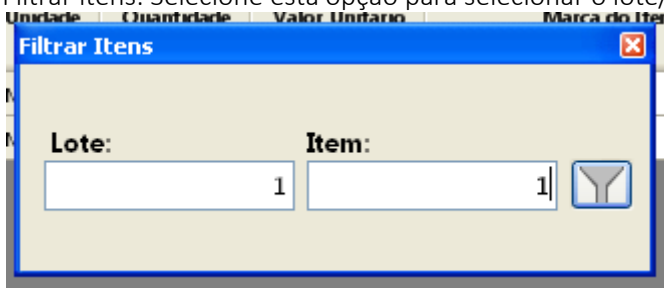 Filtrar Itens: Selecione esta opção para selecionar o lote/
Unidade Quantidade Valor Unitário Marca do Ite
Filtrar Itens
Lote: Item:
1 1